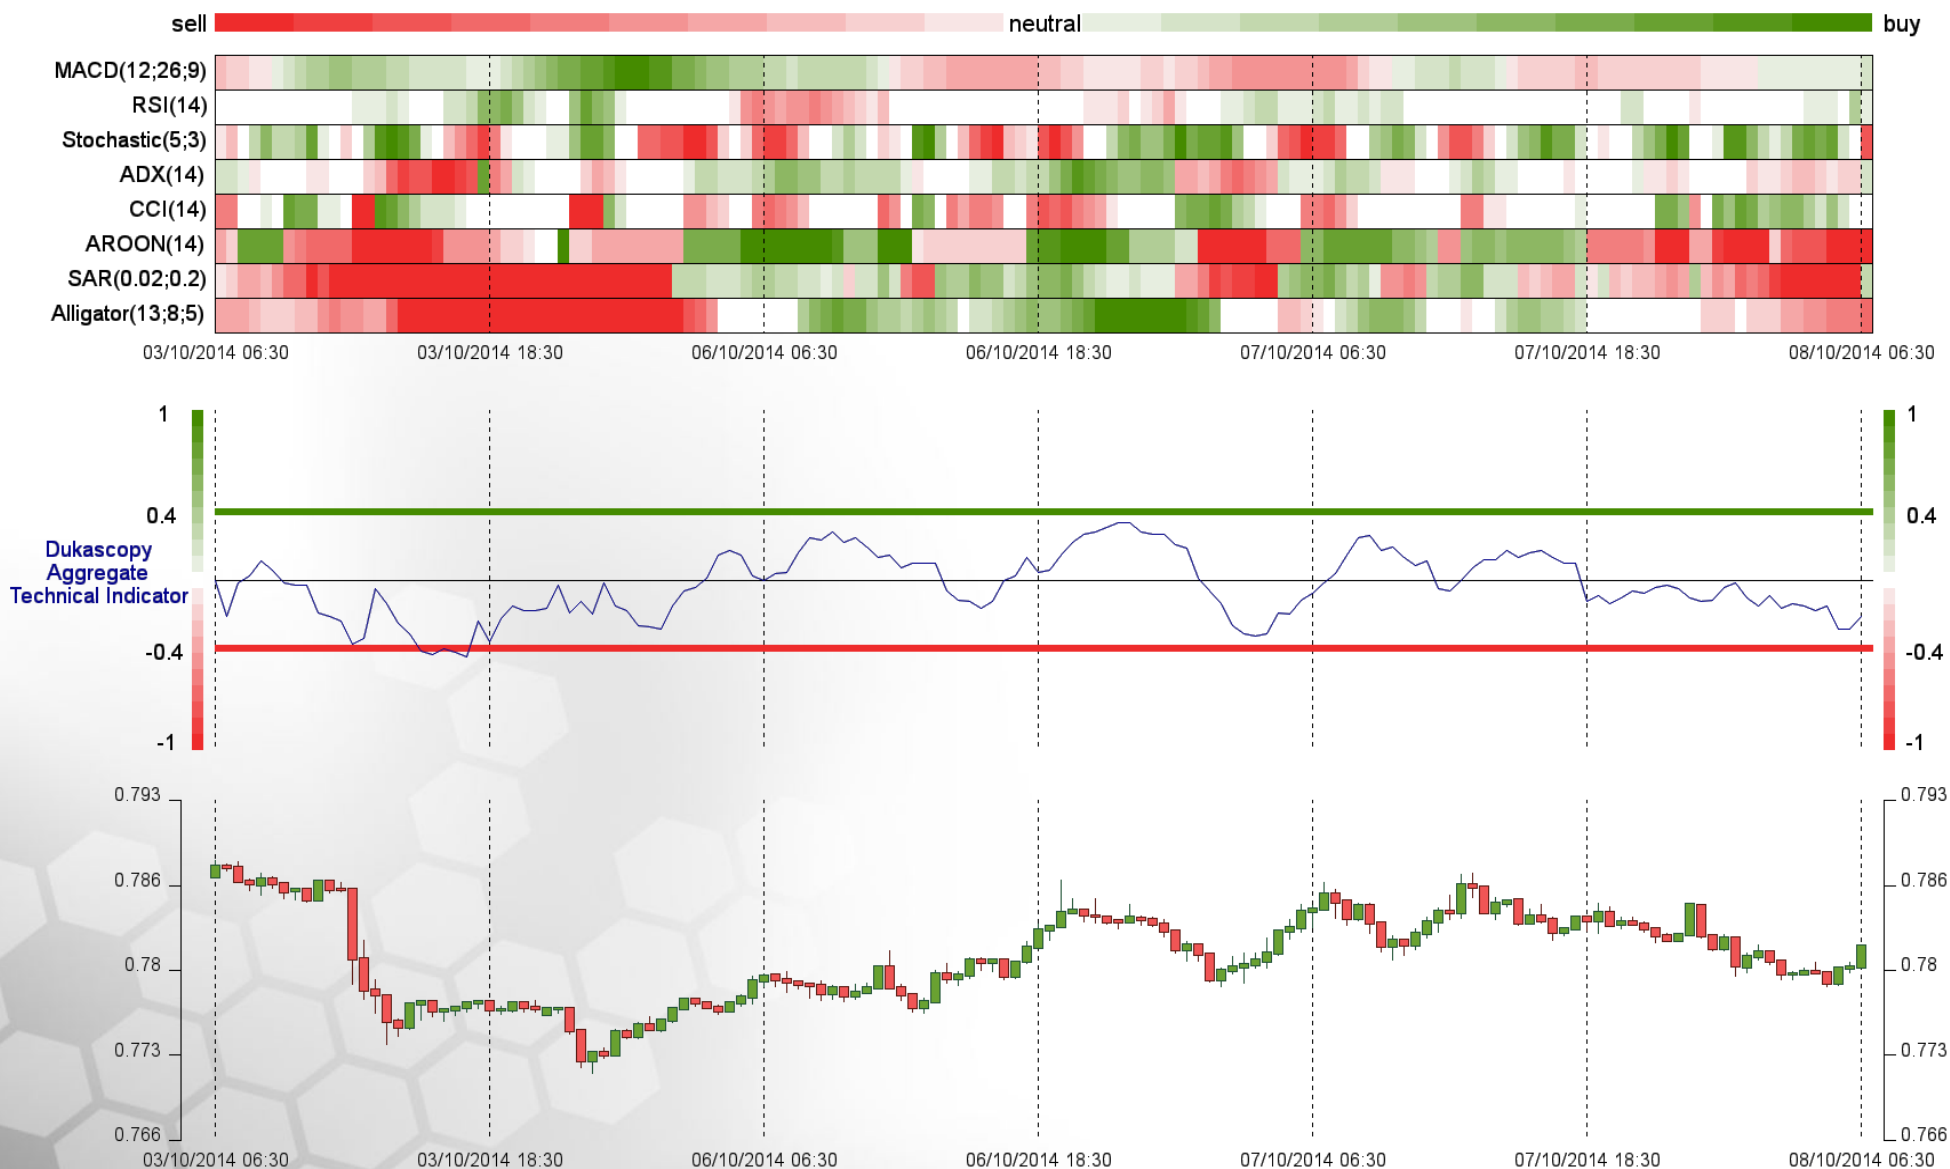 sell neutral buy
MACD(12;26;9)
RSI(14)
Stochastic(5;3)
ADX(14)
CCI(14)
AROON(14)
SAR(0.02;0.2)
Alligator(13;8;5)
03/10/2014 06:30 03/10/2014 18:30 06/10/2014 06:30 06/10/2014 18:30 07/10/2014 06:30 07/10/2014 18:30 08/10/2014 06:30
1 1
0.4 0.4
Dukascopy
Aggregate
Technical Indicator
-0.4 -0.4
-1 -1
0.793 0.793
0.786 0.786
0.78 0.78
0.773 0.773
0.766 0.766
03/10/2014 06:30 03/10/2014 18:30 06/10/2014 06:30 06/10/2014 18:30 07/10/2014 06:30 07/10/2014 18:30 08/10/2014 06:30